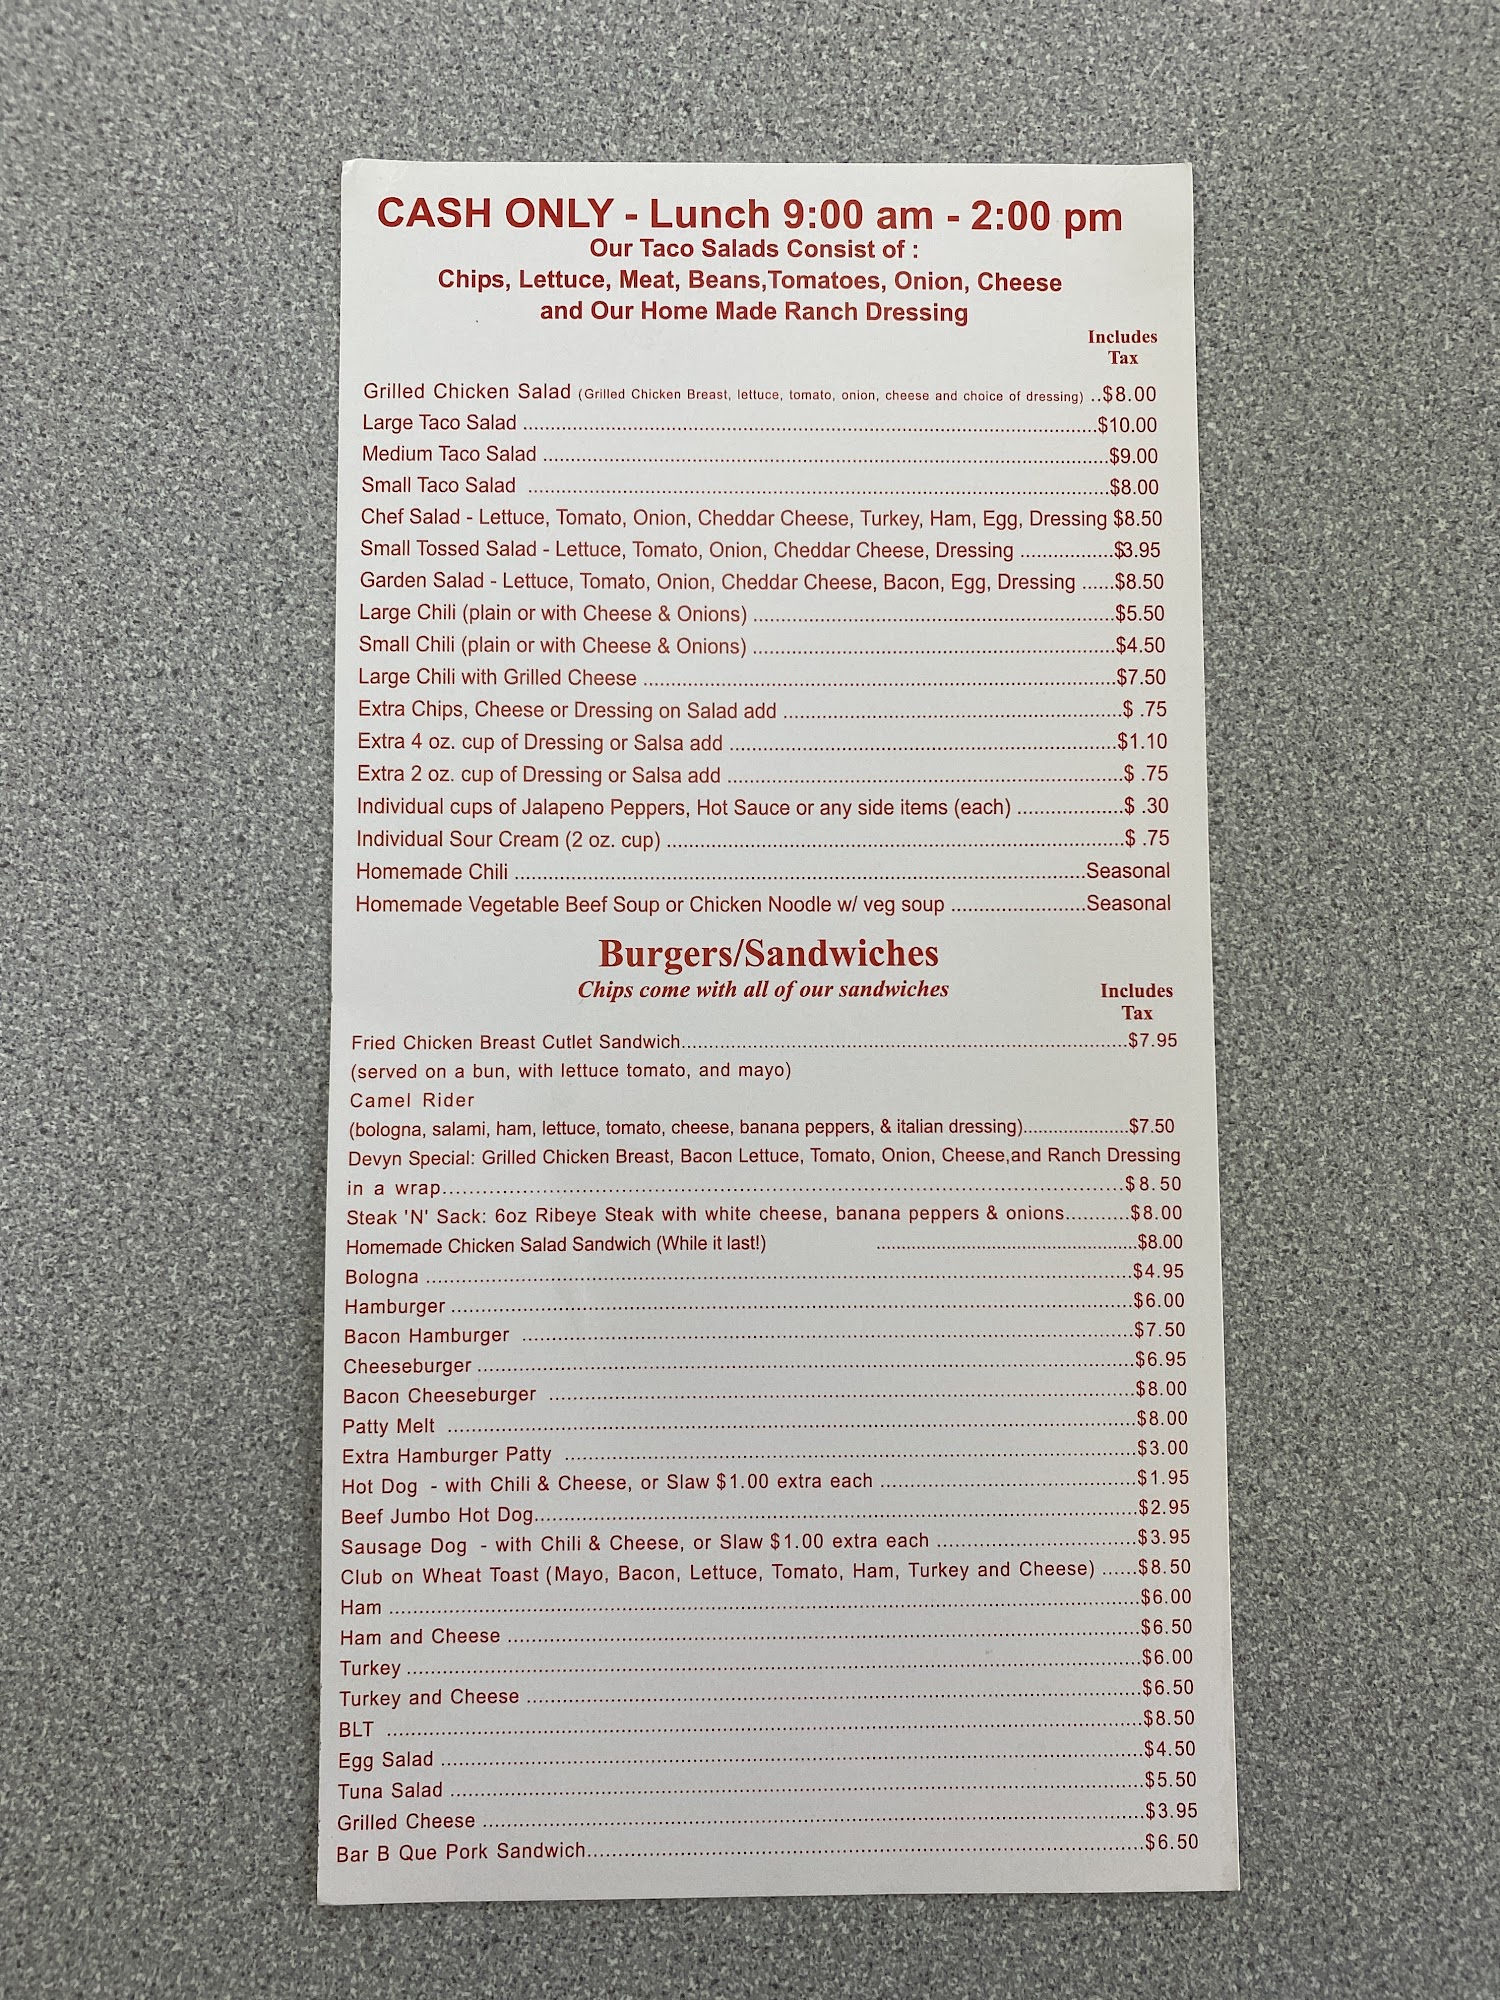 CASH ONLY - Lunch 9:00 am - 2:00 pm
Our Taco Salads Consist of :
Chips, Lettuce, Meat, Beans,Tomatoes, Onion, Cheese
and Our Home Made Ranch Dressing
Includes
Tax
Grilled Chicken Salad (Grilled Chicken Breast, lettuce, tomato, onion, cheese and choice of dressing) ..$8.00
Large Taco Salad ........................$10.00
Medium Taco Salad ........................$9.00
Small Taco Salad ........................$8.00
Chef Salad - Lettuce, Tomato, Onion, Cheddar Cheese, Turkey, Ham, Egg, Dressing $8.50
Small Tossed Salad - Lettuce, Tomato, Onion, Cheddar Cheese, Dressing .................$3.95
Garden Salad - Lettuce, Tomato, Onion, Cheddar Cheese, Bacon, Egg, Dressing ......$8.50
Large Chili (plain or with Cheese & Onions) ........................$5.50
Small Chili (plain or with Cheese & Onions) ........................$4.50
Large Chili with Grilled Cheese ........................$7.50
Extra Chips, Cheese or Dressing on Salad add ........................$ .75
Extra 4 oz. cup of Dressing or Salsa add ........................$1.10
Extra 2 oz. cup of Dressing or Salsa add ........................$ .75
Individual cups of Jalapeno Peppers, Hot Sauce or any side items (each) ....................$ .30
Individual Sour Cream (2 oz. cup) ........................$ .75
Homemade Chili ........................Seasonal
Homemade Vegetable Beef Soup or Chicken Noodle w/ veg soup ........................Seasonal
Burgers/Sandwiches
Chips come with all of our sandwiches
Includes
Tax
Fried Chicken Breast Cutlet Sandwich........................$7.95
(served on a bun, with lettuce tomato, and mayo)
Camel Rider
(bologna, salami, ham, lettuce, tomato, cheese, banana peppers, & italian dressing).....................$7.50
Devyn Special: Grilled Chicken Breast, Bacon Lettuce, Tomato, Onion, Cheese,and Ranch Dressing
in a wrap........................$8.50
Steak 'N' Sack: 6oz Ribeye Steak with white cheese, banana peppers & onions...........$8.00
Homemade Chicken Salad Sandwich (While it last!) ........................$8.00
Bologna ........................$4.95
Hamburger ........................$6.00
Bacon Hamburger ........................$7.50
Cheeseburger ........................$6.95
Bacon Cheeseburger ........................$8.00
Patty Melt ........................$8.00
Extra Hamburger Patty ........................$3.00
Hot Dog - with Chili & Cheese, or Slaw $1.00 extra each ........................$1.95
Beef Jumbo Hot Dog........................$2.95
Sausage Dog - with Chili & Cheese, or Slaw $1.00 extra each ........................$3.95
Club on Wheat Toast (Mayo, Bacon, Lettuce, Tomato, Ham, Turkey and Cheese) ......$8.50
Ham ........................$6.00
Ham and Cheese ........................$6.50
Turkey ........................$6.00
Turkey and Cheese ........................$6.50
BLT ........................$8.50
Egg Salad ........................$4.50
Tuna Salad ........................$5.50
Grilled Cheese ........................$3.95
Bar B Que Pork Sandwich........................$6.50